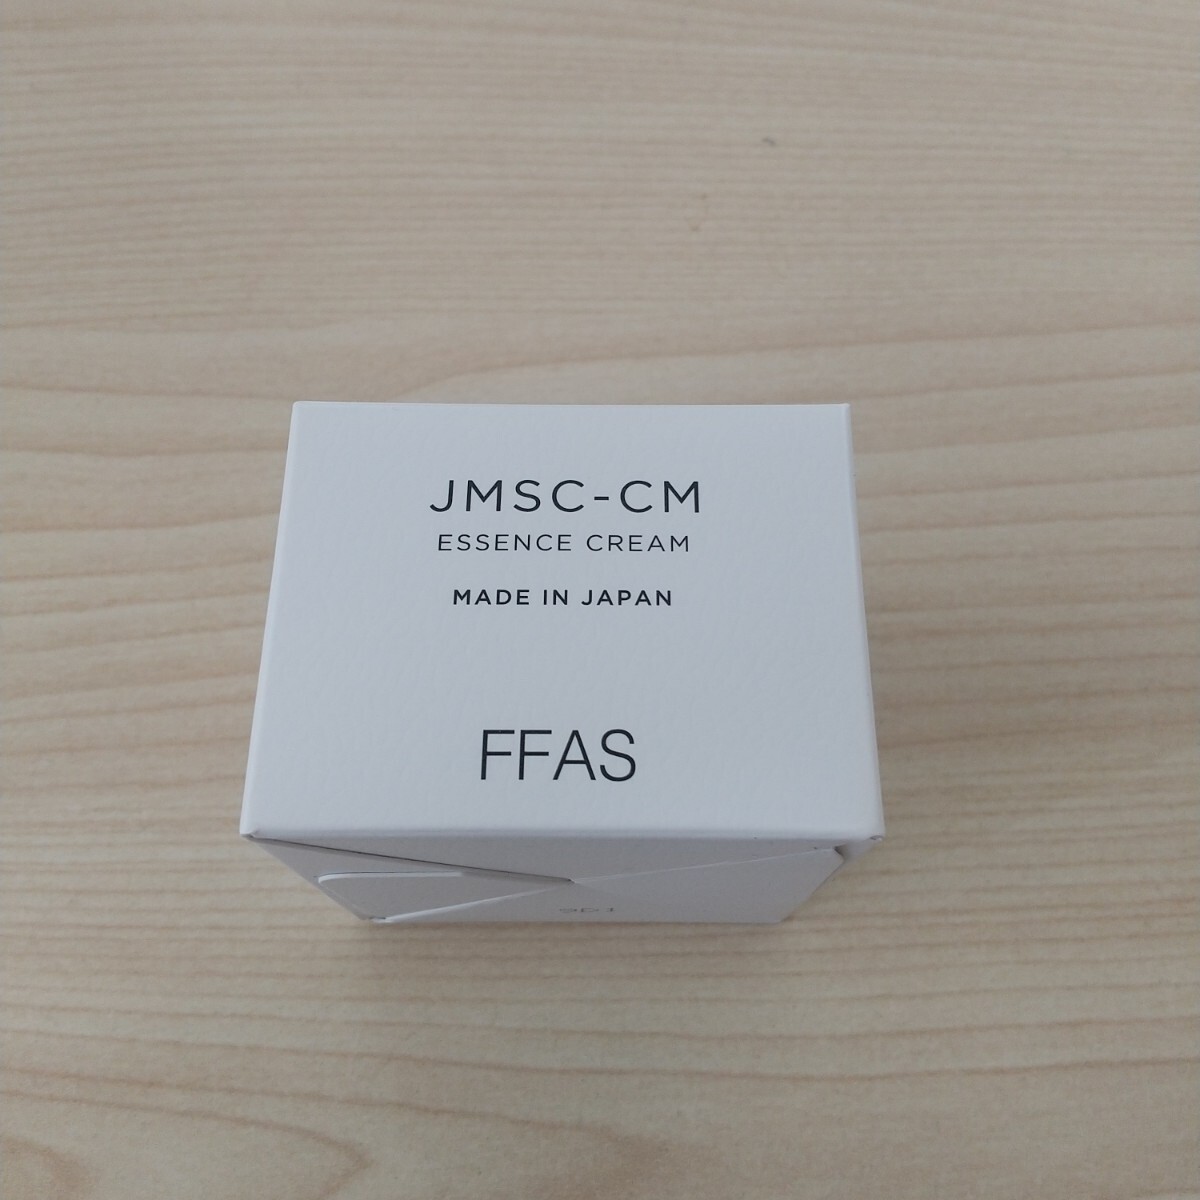 JMSC-CM
ESSENCE CREAM
MADE IN JAPAN
FFAS